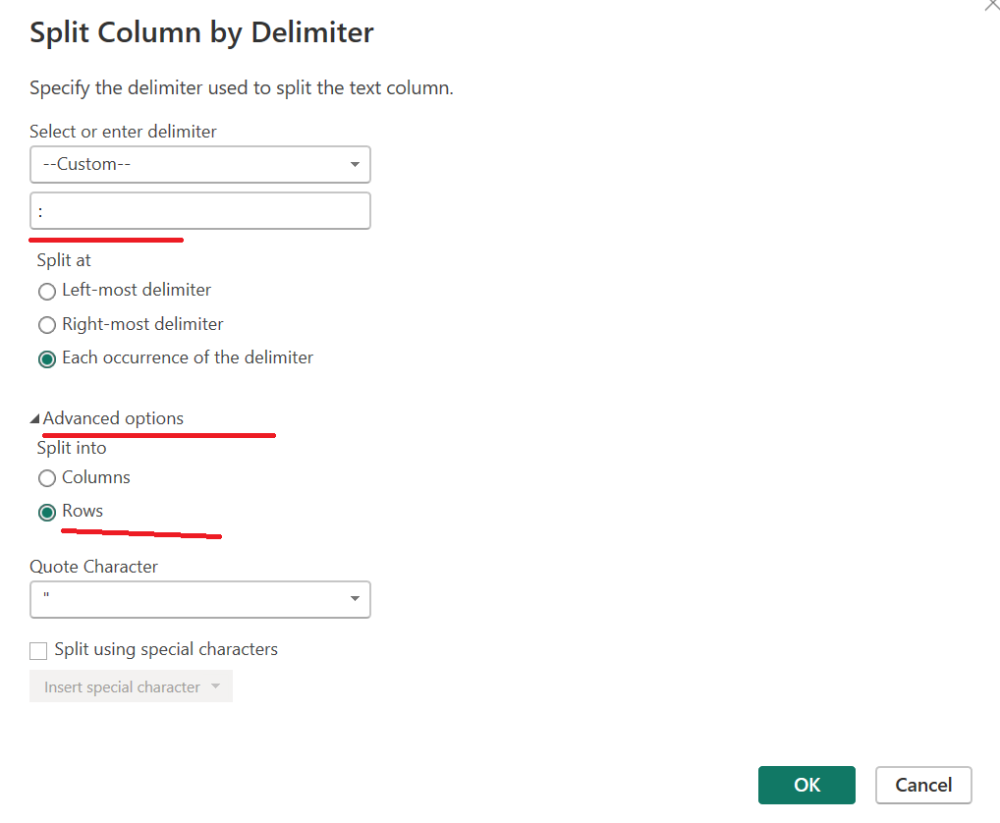 Split Column by Delimiter
Specify the delimiter used to split the text column.
Select or enter delimiter
--Custom--
:
Split at
Left-most delimiter
Right-most delimiter
Each occurrence of the delimiter
Advanced options
Split into
Columns
Rows
Quote Character
"
Split using special characters
Insert special character
OK Cancel